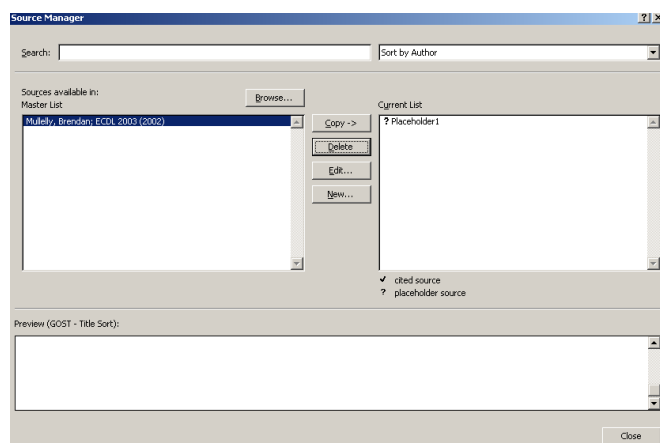 Source Manager
Search:
Sort by Author
Sources available in:
Master List
Browse...
Current List
Mullelly, Brendan; ECDL 2003 (2002)
Copy ->
? Placeholder1
Delete
Edit...
New...
✓ cited source
? placeholder source
Preview (GOST - Title Sort):
Close